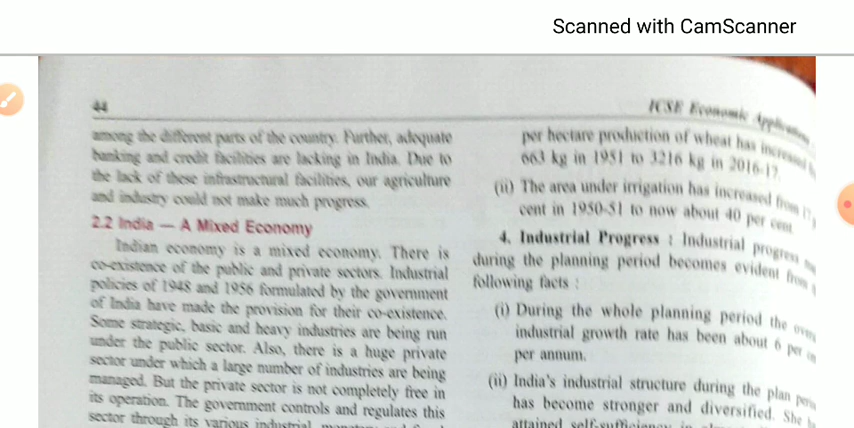 Scanned with CamScanner
44
ICSE Economic Applications
among the different parts of the country. Further, adequate
banking and credit facilities are lacking in India. Due to
the lack of these infrastructural facilities, our agriculture
and industry could not make much progress.
2.2 India — A Mixed Economy
Indian economy is a mixed economy. There is
co-existence of the public and private sectors. Industrial
policies of 1948 and 1956 formulated by the government
of India have made the provision for their co-existence.
Some strategic, basic and heavy industries are being run
under the public sector. Also, there is a huge private
sector under which a large number of industries are being
managed. But the private sector is not completely free in
its operation. The government controls and regulates this
sector through its various industrial, monetary and
per hectare production of wheat has increased
663 kg in 1951 to 3216 kg in 2016-17.
(ii) The area under irrigation has increased from 17
cent in 1950-51 to now about 40 per cent.
4. Industrial Progress : Industrial progress
during the planning period becomes evident from
following facts :
(i) During the whole planning period the
industrial growth rate has been about 6 per
per annum.
(ii) India's industrial structure during the plan
has become stronger and diversified. She
attained self-sufficiency in